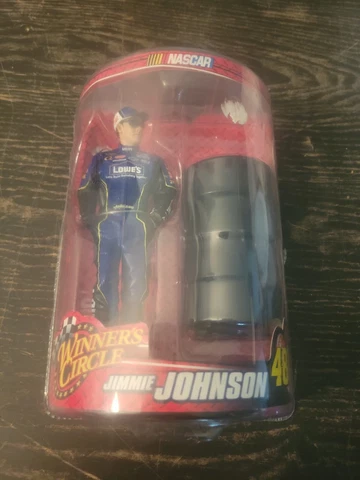 NASCAR
LOWE'S
WINNER'S
CIRCLE
JIMMIE JOHNSON
48